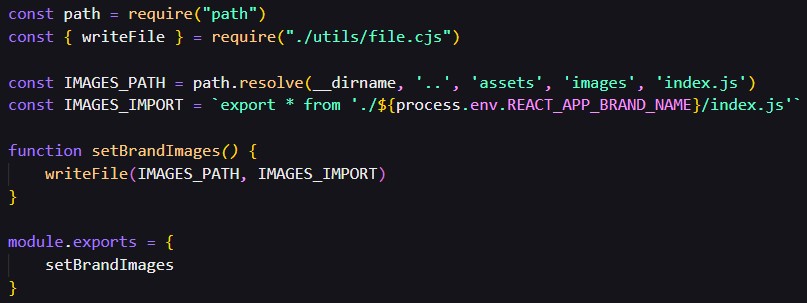 const path = require("path")
const { writeFile } = require("./utils/file.cjs")
const IMAGES_PATH = path.resolve(__dirname, '..', 'assets', 'images', 'index.js')
const IMAGES_IMPORT = `export * from './${process.env.REACT_APP_BRAND_NAME}/index.js'`
function setBrandImages() {
    writeFile(IMAGES_PATH, IMAGES_IMPORT)
}
module.exports = {
    setBrandImages
}